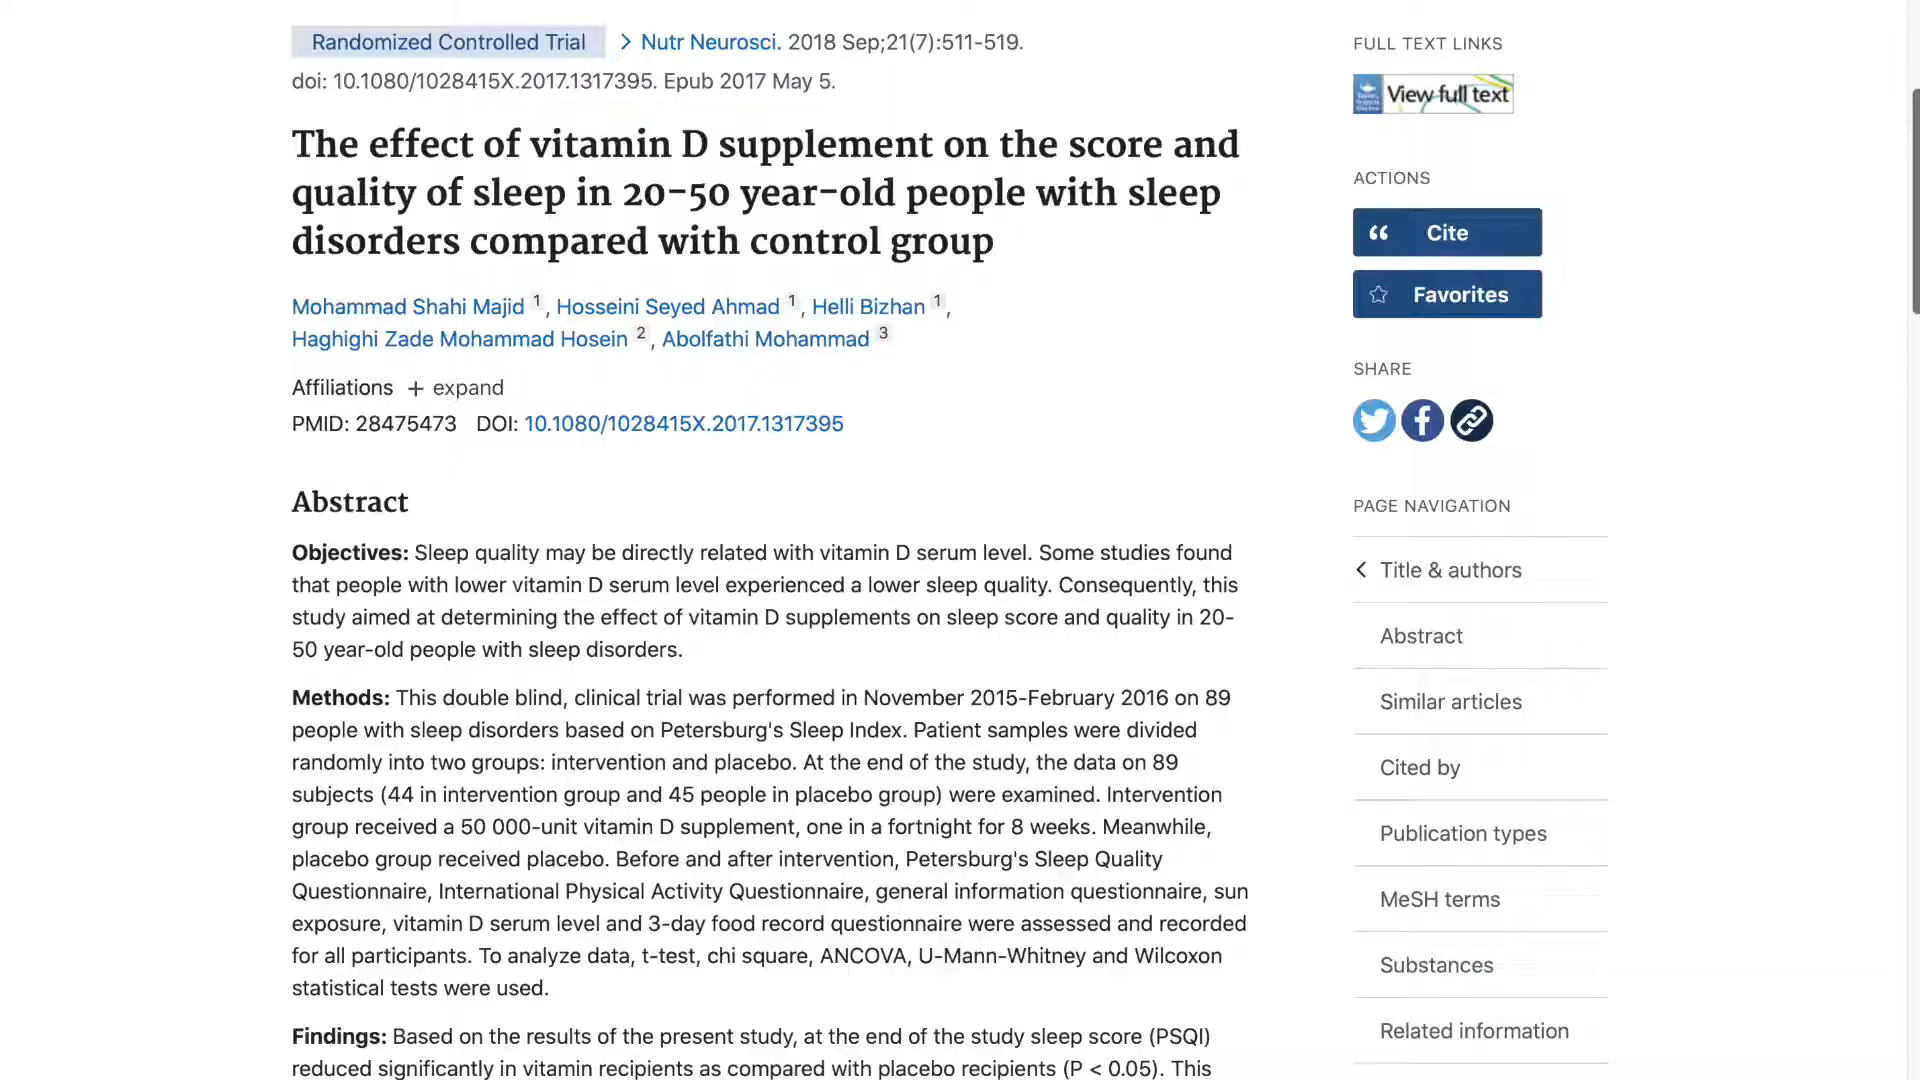 Randomized Controlled Trial > Nutr Neurosci. 2018 Sep;21(7):511-519.
doi: 10.1080/1028415X.2017.1317395. Epub 2017 May 5.
The effect of vitamin D supplement on the score and
quality of sleep in 20-50 year-old people with sleep
disorders compared with control group
Mohammad Shahi Majid 1, Hosseini Seyed Ahmad 1, Helli Bizhan 1,
Haghighi Zade Mohammad Hosein 2, Abolfathi Mohammad 3
Affiliations + expand
PMID: 28475473 DOI: 10.1080/1028415X.2017.1317395
Abstract
Objectives: Sleep quality may be directly related with vitamin D serum level. Some studies found
that people with lower vitamin D serum level experienced a lower sleep quality. Consequently, this
study aimed at determining the effect of vitamin D supplements on sleep score and quality in 20-
50 year-old people with sleep disorders.
Methods: This double blind, clinical trial was performed in November 2015-February 2016 on 89
people with sleep disorders based on Petersburg's Sleep Index. Patient samples were divided
randomly into two groups: intervention and placebo. At the end of the study, the data on 89
subjects (44 in intervention group and 45 people in placebo group) were examined. Intervention
group received a 50 000-unit vitamin D supplement, one in a fortnight for 8 weeks. Meanwhile,
placebo group received placebo. Before and after intervention, Petersburg's Sleep Quality
Questionnaire, International Physical Activity Questionnaire, general information questionnaire, sun
exposure, vitamin D serum level and 3-day food record questionnaire were assessed and recorded
for all participants. To analyze data, t-test, chi square, ANCOVA, U-Mann-Whitney and Wilcoxon
statistical tests were used.
Findings: Based on the results of the present study, at the end of the study sleep score (PSQI)
reduced significantly in vitamin recipients as compared with placebo recipients (P < 0.05). This
FULL TEXT LINKS
View full text
ACTIONS
Cite
Favorites
SHARE
PAGE NAVIGATION
Title & authors
Abstract
Similar articles
Cited by
Publication types
MeSH terms
Substances
Related information